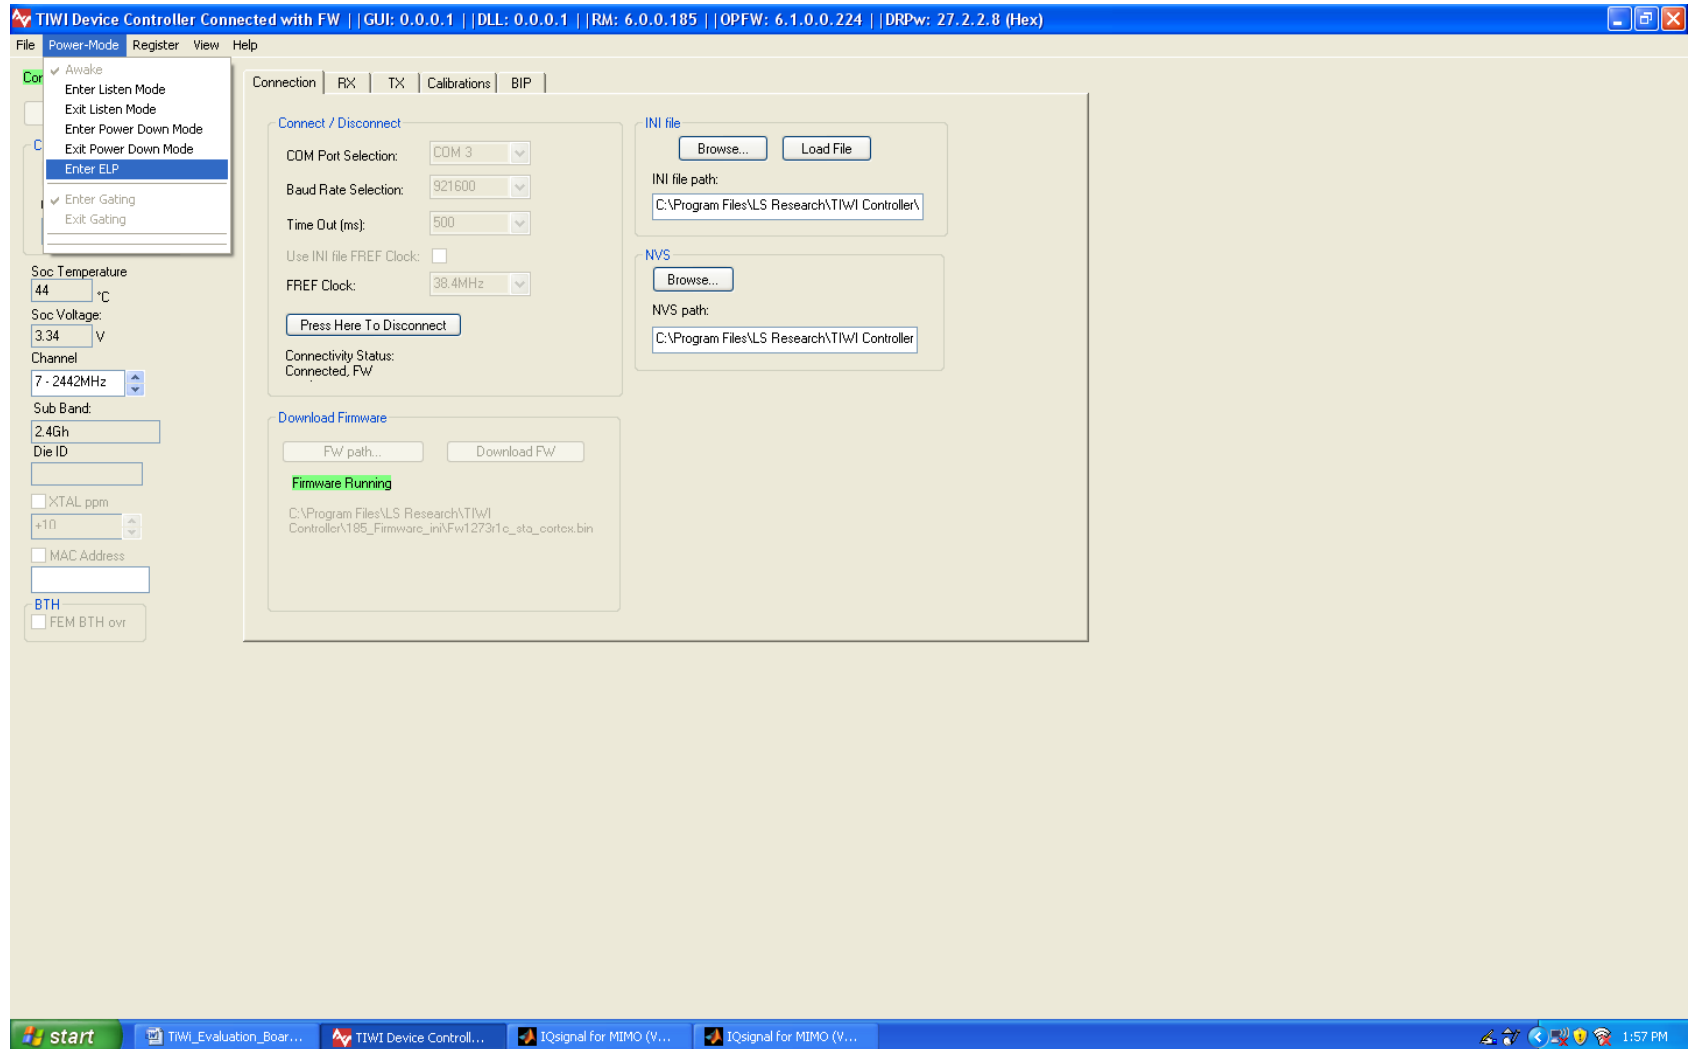 TIWI Device Controller Connected with FW ||GUI: 0.0.0.1 ||DLL: 0.0.0.1 ||RM: 6.0.0.185 ||OPFW: 6.1.0.0.224 ||DRPw: 27.2.2.8 (Hex)
File Power-Mode Register View Help
Awake
Enter Listen Mode
Exit Listen Mode
Enter Power Down Mode
Exit Power Down Mode
Enter ELP
Enter Gating
Exit Gating
Soc Temperature
44 °C
Soc Voltage:
3.34 V
Channel
7 - 2442MHz
Sub Band:
2.4Gh
Die ID
XTAL ppm
+10
MAC Address
BTH
FEM BTH ovr
Connection RX TX Calibrations BIP
Connect / Disconnect
COM Port Selection: COM 3
Baud Rate Selection: 921600
Time Out (ms): 500
Use INI file FREF Clock:
FREF Clock: 38.4MHz
Press Here To Disconnect
Connectivity Status:
Connected, FW
Download Firmware
FW path... Download FW
Firmware Running
C:\Program Files\LS Research\TIWI
Controller\185_Firmware_ini\Fw1273r1c_sta_cortex.bin
INI file
Browse... Load File
INI file path:
C:\Program Files\LS Research\TIWI Controller\
NVS
Browse...
NVS path:
C:\Program Files\LS Research\TIWI Controller
start TiWi_Evaluation_Boar... TIWI Device Controll... IQsignal for MIMO (V... IQsignal for MIMO (V... 1:57 PM